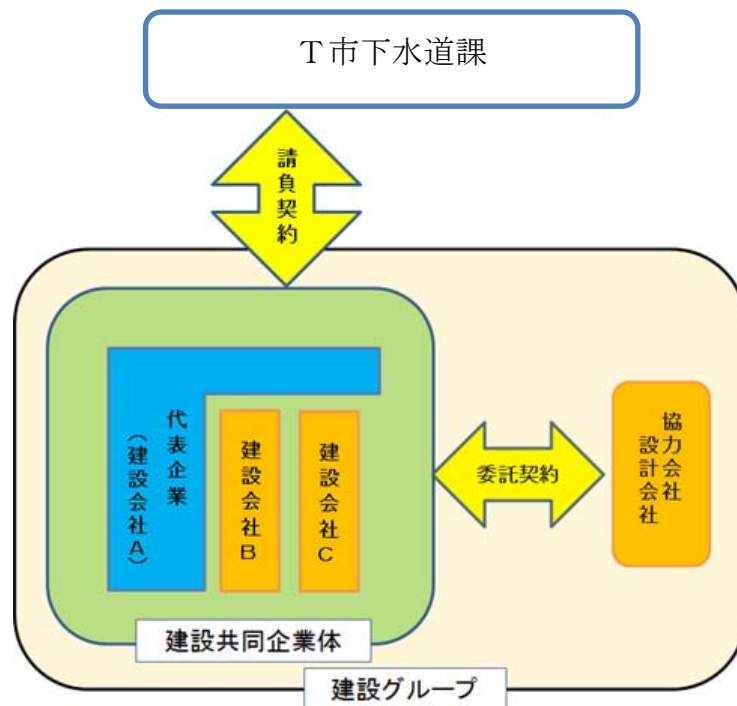 T市下水道課
請負契約
代表企業
(建設会社A)
建設会社B
建設会社C
委託契約
協力会社
設計会社
建設共同企業体
建設グループ